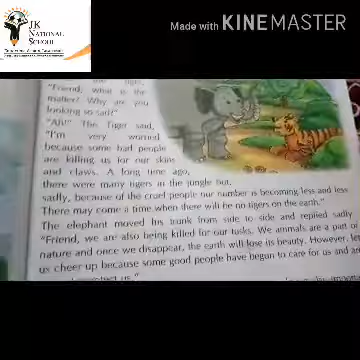 JK
NATIONAL
SCHOOL
Made with KINEMASTER
"Friend, what is the
matter? Why are you
looking so sad?"
"Ah!" The Tiger said,
"I'm very worried
because some bad people
are killing us for our skins
and claws. A long time ago,
there were many tigers in the jungle but,
sadly, because of the cruel people our number is becoming less and less
There may come a time when there will be no tigers on the earth."
The elephant moved his trunk from side to side and replied sadly
"Friend, we are also being killed for our tusks. We animals are a part of
nature and once we disappear, the earth will lose its beauty. However, let
us cheer up because some good people have begun to care for us and are
us."